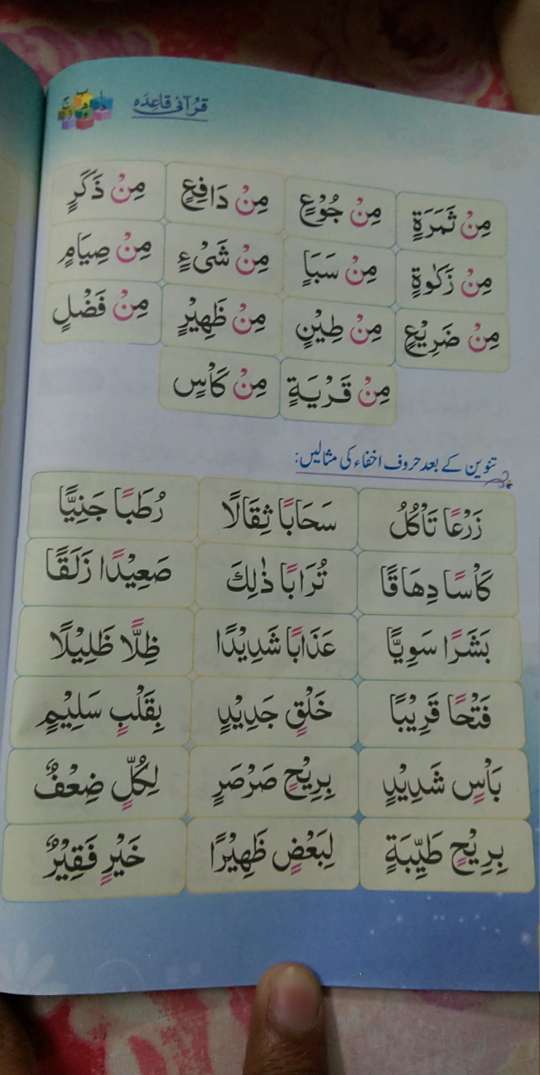 قرآنی قاعدہ
مِنْ ثَمَرَةٍ مِنْ جُوْعٍ مِنْ دَافِعٍ مِنْ ذَكَرٍ
مِنْ زَكٰوةٍ مِنْ سَبَاٍ مِنْ شَیْءٍ مِنْ صِيَامٍ
مِنْ ضَرِيْعٍ مِنْ طِيْنٍ مِنْ ظَهِيْرٍ مِنْ فَضْلٍ
مِنْ قَرْيَةٍ مِنْ كَاْسٍ
تنوین کے بعد حروف اخفاء کی مثالیں:
زَرْعًا تَاْكُلُ سَحَابًا ثِقَالًا رُطَبًا جَنِيًّا
كَاْسًا دِهَاقًا تُرَابًا ذٰلِكَ صَعِيْدًا زَلَقًا
بَشَرًا سَوِيًّا عَذَابًا شَدِيْدًا ظِلًّا ظَلِيْلًا
فَتْحًا قَرِيْبًا خَلْقٍ جَدِيْدٍ بِقَلْبٍ سَلِيْمٍ
بَاْسٍ شَدِيْدٍ بِرِيْحٍ صَرْصَرٍ لِكُلٍّ ضِعْفٌ
بِرِيْحٍ طَيِّبَةٍ لِبَعْضٍ ظَهِيْرًا خَيْرٍ فَقِيْرٌ